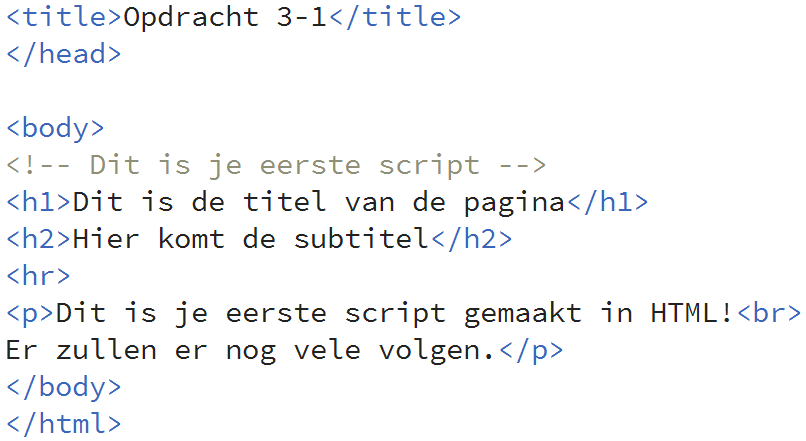 <title>Opdracht 3-1</title>
</head>
<body>
<!-- Dit is je eerste script -->
<h1>Dit is de titel van de pagina</h1>
<h2>Hier komt de subtitel</h2>
<hr>
<p>Dit is je eerste script gemaakt in HTML!<br>
Er zullen er nog vele volgen.</p>
</body>
</html>